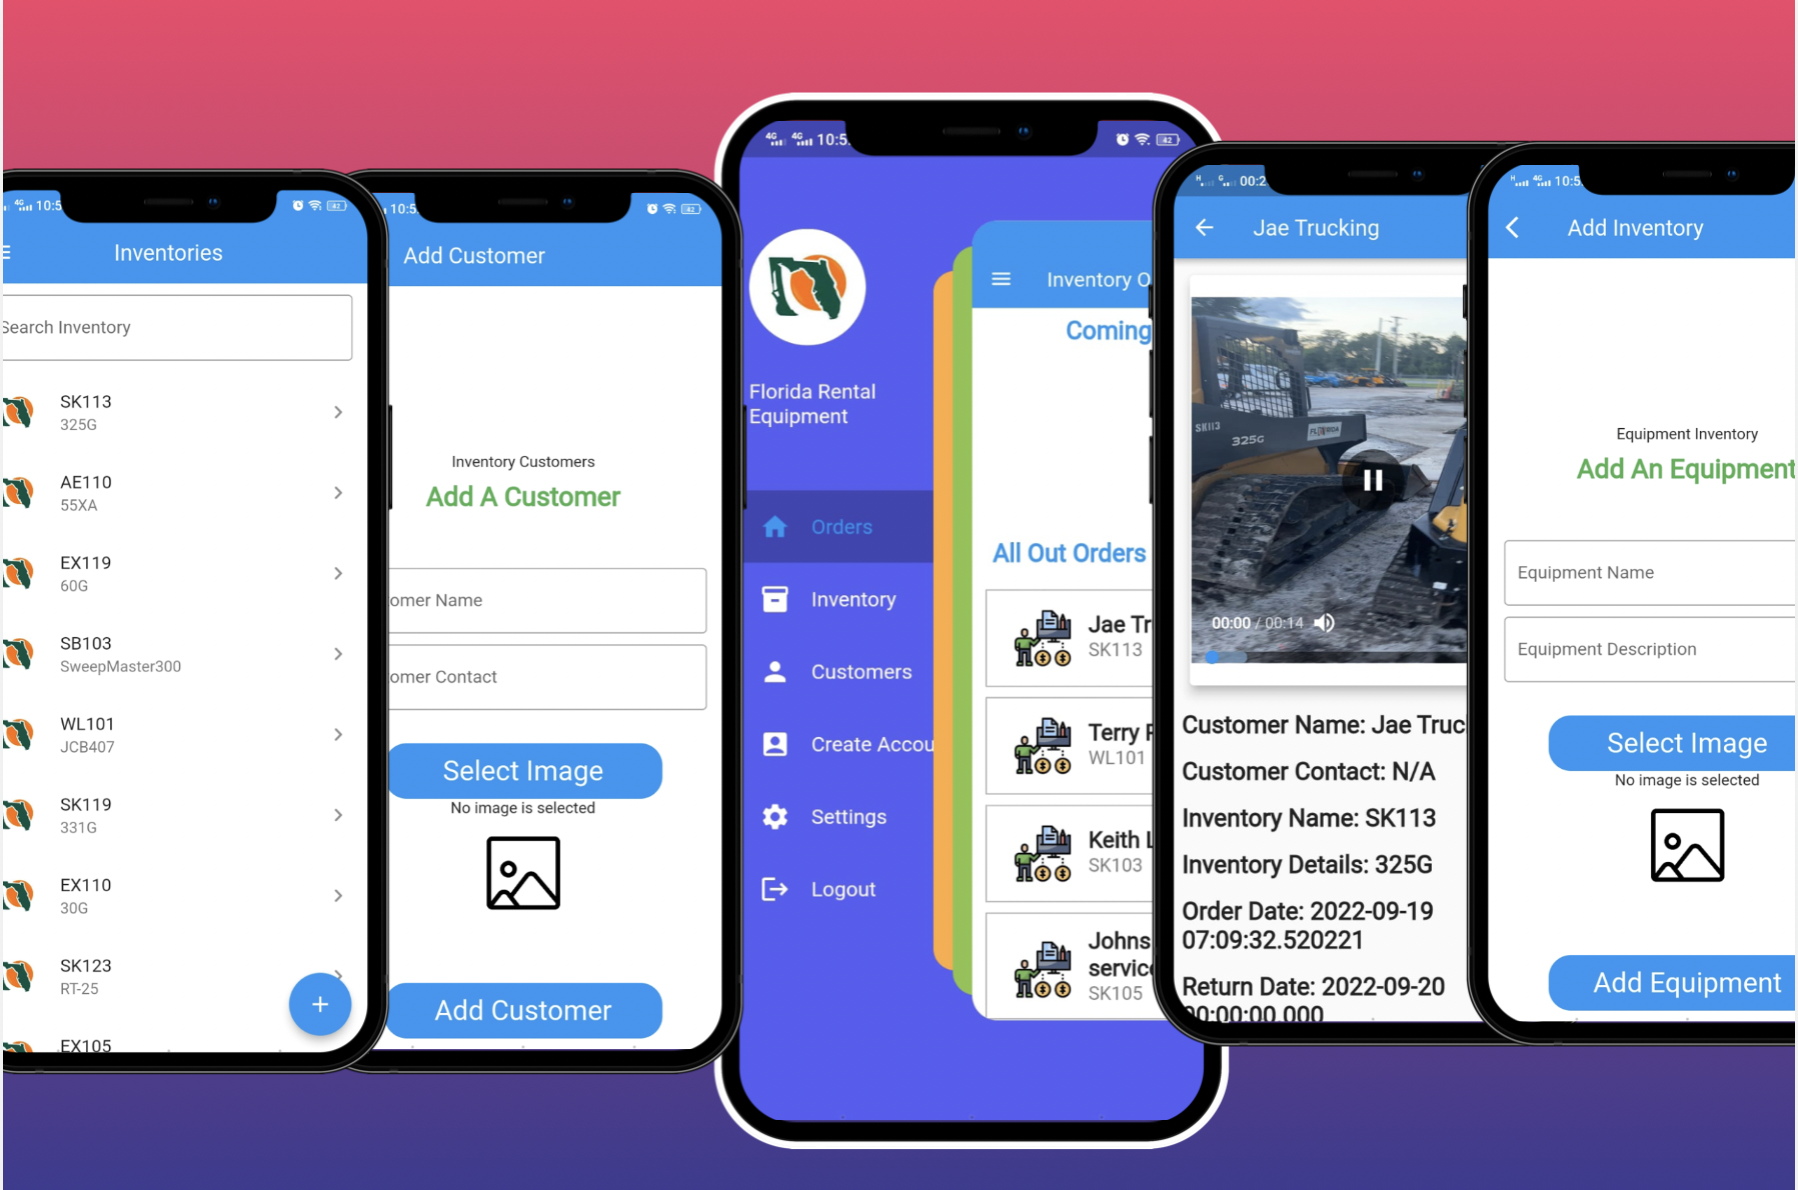 4G 10:5
Inventories
Search Inventory
SK113
325G
AE110
55XA
EX119
60G
SB103
SweepMaster300
WL101
JCB407
SK119
331G
EX110
30G
SK123
RT-25
EX105
+
10:5
82
Add Customer
Inventory Customers
Add A Customer
omer Name
omer Contact
Select Image
No image is selected
Add Customer
4G 4G 10:5
82
Florida Rental
Equipment
Orders
Inventory
Customers
Create Accou
Settings
Logout
Inventory O
Coming
All Out Orders
Jae Tr
SK113
Terry
WL101
Keith L
SK103
Johns
servic
SK105
H G 00:2
Jae Trucking
SK113
325G
00:00 / 00:14
Customer Name: Jae Truc
Customer Contact: N/A
Inventory Name: SK113
Inventory Details: 325G
Order Date: 2022-09-19
07:09:32.520221
Return Date: 2022-09-20
00:00:00.000
H 4G 10:5
Add Inventory
Equipment Inventory
Add An Equipment
Equipment Name
Equipment Description
Select Image
No image is selected
Add Equipment